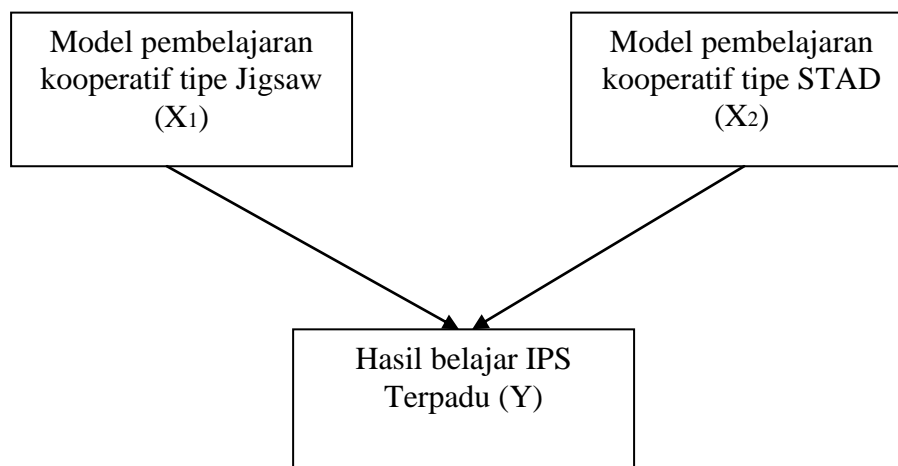 Model pembelajaran
kooperatif tipe Jigsaw
(X1)
Model pembelajaran
kooperatif tipe STAD
(X2)
Hasil belajar IPS
Terpadu (Y)